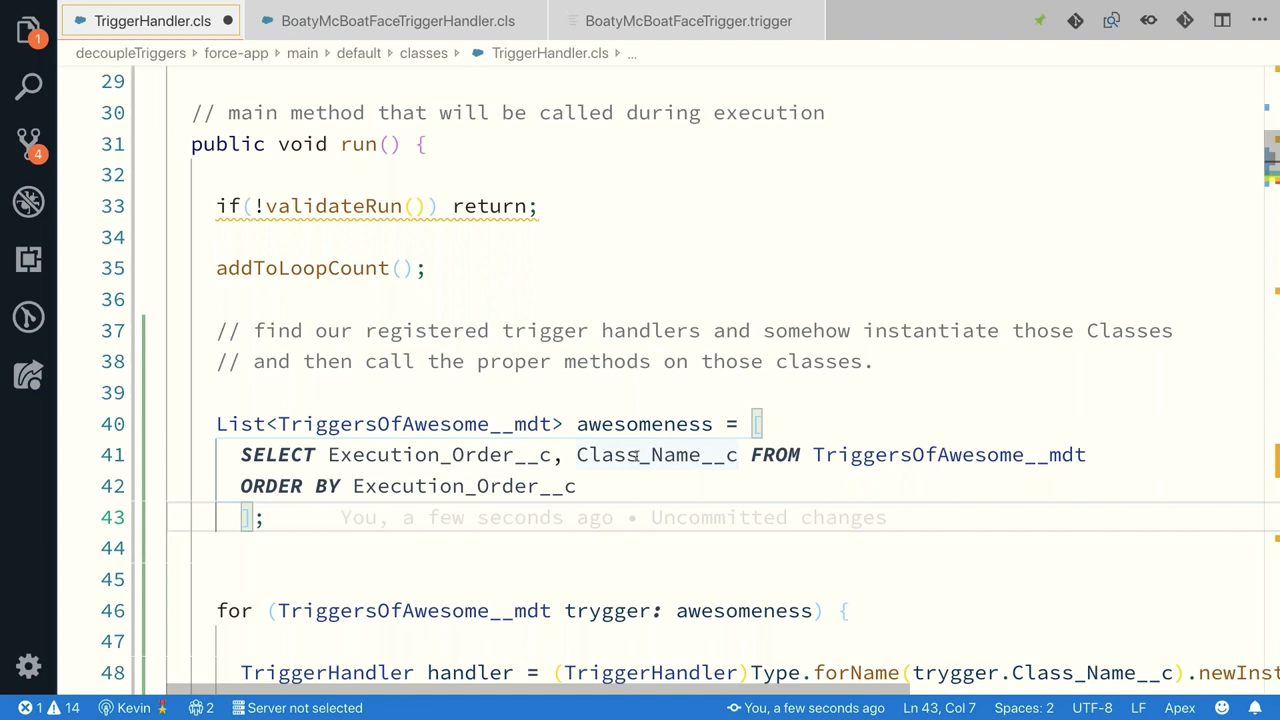 TriggerHandler.cls ● BoatyMcBoatFaceTriggerHandler.cls BoatyMcBoatFaceTrigger.trigger
decoupleTriggers > force-app > main > default > classes > TriggerHandler.cls > ...
1
4
29
30 // main method that will be called during execution
31 public void run() {
32
33 if(!validateRun()) return;
34
35 addToLoopCount();
36
37 // find our registered trigger handlers and somehow instantiate those Classes
38 // and then call the proper methods on those classes.
39
40 List<TriggersOfAwesome__mdt> awesomeness = [
41 SELECT Execution_Order__c, Class_Name__c FROM TriggersOfAwesome__mdt
42 ORDER BY Execution_Order__c
43 ]; You, a few seconds ago • Uncommitted changes
44
45
46 for (TriggersOfAwesome__mdt trygger: awesomeness) {
47
48 TriggerHandler handler = (TriggerHandler)Type.forName(trygger.Class_Name__c).newInst
1 14 Kevin 2 Server not selected You, a few seconds ago Ln 43, Col 7 Spaces: 2 UTF-8 LF Apex